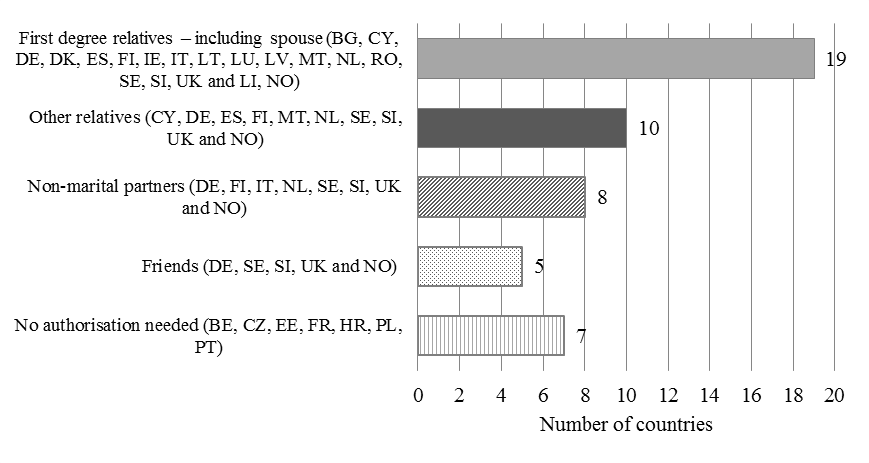 First degree relatives – including spouse (BG, CY,
DE, DK, ES, FI, IE, IT, LT, LU, LV, MT, NL, RO,
SE, SI, UK and LI, NO)
19
Other relatives (CY, DE, ES, FI, MT, NL, SE, SI,
UK and NO)
10
Non-marital partners (DE, FI, IT, NL, SE, SI, UK
and NO)
8
Friends (DE, SE, SI, UK and NO)
5
No authorisation needed (BE, CZ, EE, FR, HR, PL,
PT)
7
0 2 4 6 8 10 12 14 16 18 20
Number of countries